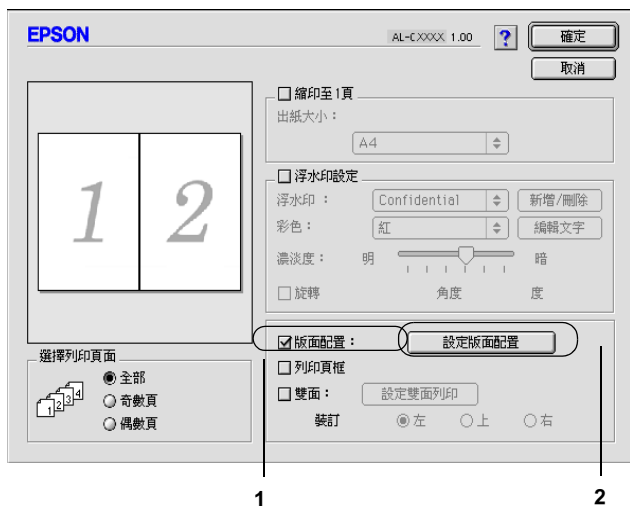 EPSON
AL-CXXXX 1.00
?
確定
取消
縮印至1頁
出紙大小：
A4
浮水印設定
浮水印 ：
Confidential
新增/刪除
彩色：
紅
編輯文字
濃淡度：
明
暗
旋轉
角度
度
1 2
版面配置：
設定版面配置
列印頁框
雙面：
設定雙面列印
裝訂
左
上
右
選擇列印頁面
1 2 3 4
全部
奇數頁
偶數頁
1
2